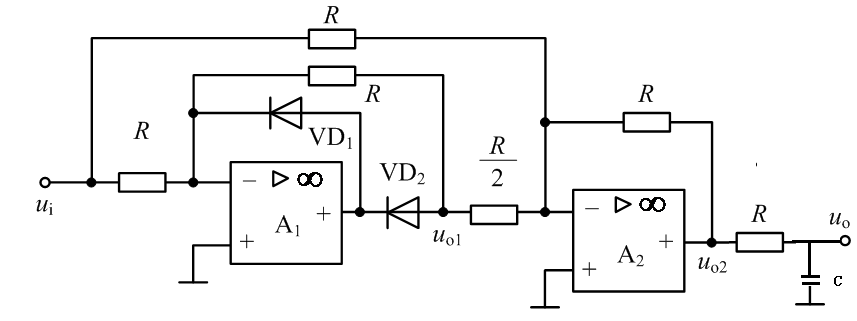 R
R
R
R
VD1
R
2
VD2
ui
− ▷ ∞
A1
+
+
uo1
− ▷ ∞
A2
+
+
uo2
R
uo
C